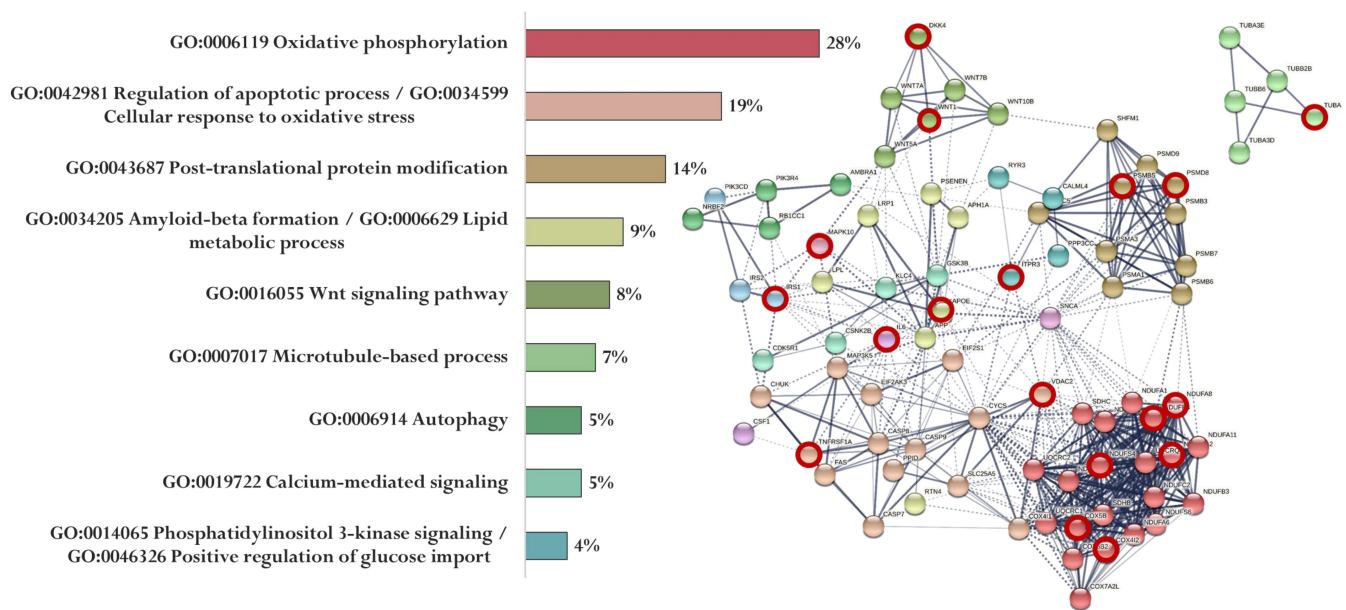 GO:0006119 Oxidative phosphorylation
28%
GO:0042981 Regulation of apoptotic process / GO:0034599
Cellular response to oxidative stress
19%
GO:0043687 Post-translational protein modification
14%
GO:0034205 Amyloid-beta formation / GO:0006629 Lipid
metabolic process
9%
GO:0016055 Wnt signaling pathway
8%
GO:0007017 Microtubule-based process
7%
GO:0006914 Autophagy
5%
GO:0019722 Calcium-mediated signaling
5%
GO:0014065 Phosphatidylinositol 3-kinase signaling /
GO:0046326 Positive regulation of glucose import
4%
DKK4
WNT7B
WNT7A
WNT1
WNT10B
WNT5A
TUBA3E
TUBB2B
TUBB6
TUBA
TUBA3D
SHFM1
PSMD9
PSMB5
PSMD8
PSMB3
PSMA3
PSMB7
PSMA1
PSMB6
RYR3
CALML4
PPP3CC
ITPR3
PIK3CD
PIK3R4
AMBRA1
NRBF2
RB1CC1
PSENEN
APH1A
LRP1
MAPK10
LPL
KLC4
GSK3B
IRS2
IRS1
APOE
APP
SNCA
CSNK2B
IL6
CDK5R1
MAP3K5
EIF2S1
EIF2AK3
CHUK
CYCS
VDAC2
CSF1
TNFRSF1A
CASP8
CASP9
FAS
PPID
SLC25A5
RTN4
CASP7
COX4I1
SDHC
NDUFA1
NDUFA8
NDUFA11
UQCRC2
NDUFS4
NDUFC2
NDUFB3
SDHB
UQCRC1
COX5B
NDUFA6
COX4I2
COX7A2L